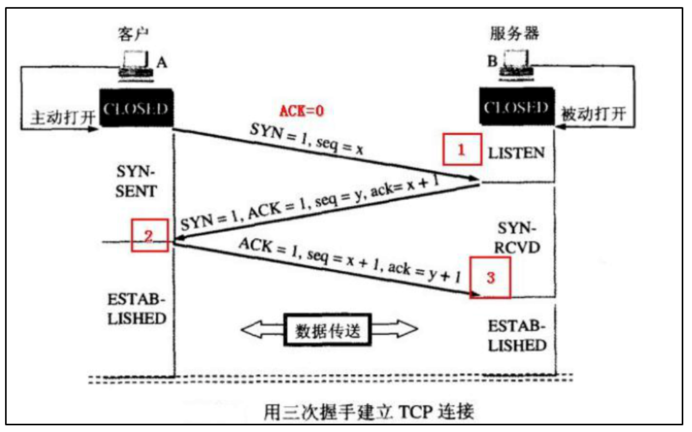 客户
服务器
A
B
CLOSED
CLOSED
主动打开
被动打开
ACK=0
SYN = 1, seq = x
1
LISTEN
SYN-
SENT
SYN = 1, ACK = 1, seq = y, ack= x + 1
2
SYN-
RCVD
ACK = 1, seq = x + 1, ack = y + 1
3
ESTAB-
LISHED
数据传送
ESTAB-
LISHED
用三次握手建立 TCP 连接